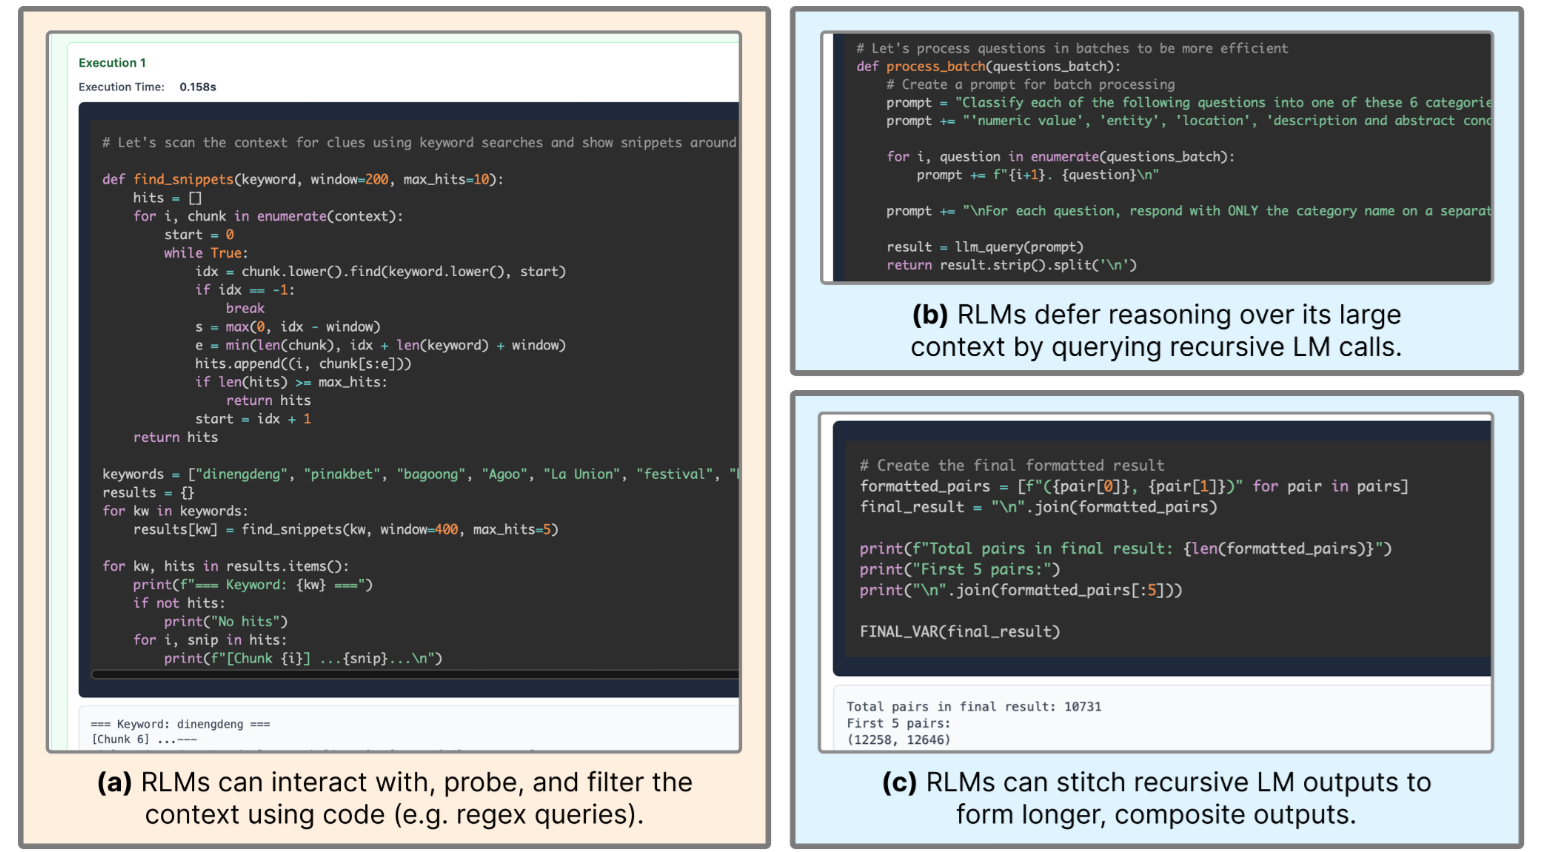 Execution 1
Execution Time: 0.158s
# Let's scan the context for clues using keyword searches and show snippets around
def find_snippets(keyword, window=200, max_hits=10):
    hits = []
    for i, chunk in enumerate(context):
        start = 0
        while True:
            idx = chunk.lower().find(keyword.lower(), start)
            if idx == -1:
                break
            s = max(0, idx - window)
            e = min(len(chunk), idx + len(keyword) + window)
            hits.append((i, chunk[s:e]))
            if len(hits) >= max_hits:
                return hits
            start = idx + 1
    return hits
keywords = ["dinengdeng", "pinakbet", "bagoong", "Agoo", "La Union", "festival", "
results = {}
for kw in keywords:
    results[kw] = find_snippets(kw, window=400, max_hits=5)
for kw, hits in results.items():
    print(f"=== Keyword: {kw} ===")
    if not hits:
        print("No hits")
    for i, snip in hits:
        print(f"[Chunk {i}] ...{snip}...\n")
=== Keyword: dinengdeng ===
[Chunk 6] ...---
(a) RLMs can interact with, probe, and filter the
context using code (e.g. regex queries).
# Let's process questions in batches to be more efficient
def process_batch(questions_batch):
    # Create a prompt for batch processing
    prompt = "Classify each of the following questions into one of these 6 categorie
    prompt += "'numeric value', 'entity', 'location', 'description and abstract conc
    for i, question in enumerate(questions_batch):
        prompt += f"{i+1}. {question}\n"
    prompt += "\nFor each question, respond with ONLY the category name on a separat
    result = llm_query(prompt)
    return result.strip().split('\n')
(b) RLMs defer reasoning over its large
context by querying recursive LM calls.
# Create the final formatted result
formatted_pairs = [f"({pair[0]}, {pair[1]})" for pair in pairs]
final_result = "\n".join(formatted_pairs)
print(f"Total pairs in final result: {len(formatted_pairs)}")
print("First 5 pairs:")
print("\n".join(formatted_pairs[:5]))
FINAL_VAR(final_result)
Total pairs in final result: 10731
First 5 pairs:
(12258, 12646)
(c) RLMs can stitch recursive LM outputs to
form longer, composite outputs.